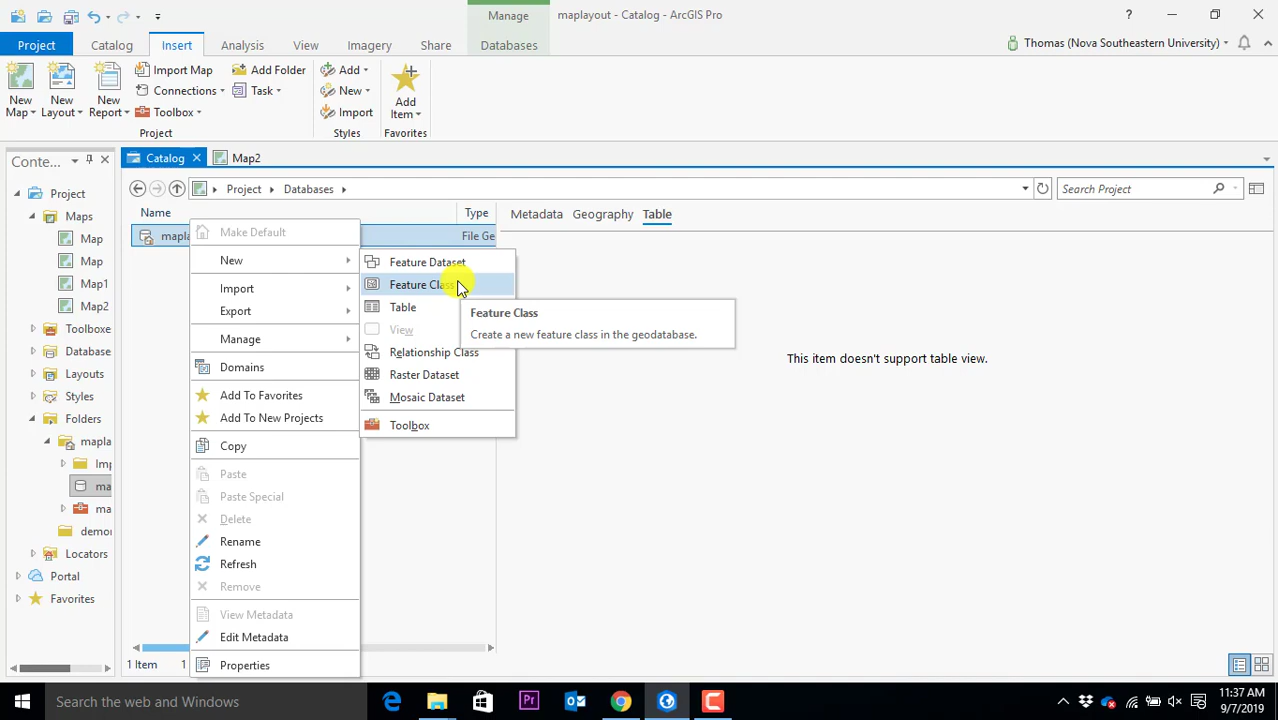 Manage
maplayout - Catalog - ArcGIS Pro
?
Project
Catalog
Insert
Analysis
View
Imagery
Share
Databases
Thomas (Nova Southeastern University)
New Map
New Layout
New Report
Import Map
Connections
Toolbox
Add Folder
Task
Project
Add
New
Import
Styles
Add Item
Favorites
Conte...
Catalog
Map2
Project
Databases
Search Project
Project
Maps
Map
Map
Map1
Map2
Toolboxe
Database
Layouts
Styles
Folders
mapla
Imp
ma
ma
demo
Locators
Portal
Favorites
Name
Type
mapla
File Ge
Make Default
New
Import
Export
Manage
Domains
Add To Favorites
Add To New Projects
Copy
Paste
Paste Special
Delete
Rename
Refresh
Remove
View Metadata
Edit Metadata
Properties
Feature Dataset
Feature Class
Table
View
Relationship Class
Raster Dataset
Mosaic Dataset
Toolbox
Feature Class
Create a new feature class in the geodatabase.
Metadata
Geography
Table
This item doesn't support table view.
1 Item
1
Search the web and Windows
Pr
11:37 AM
9/7/2019